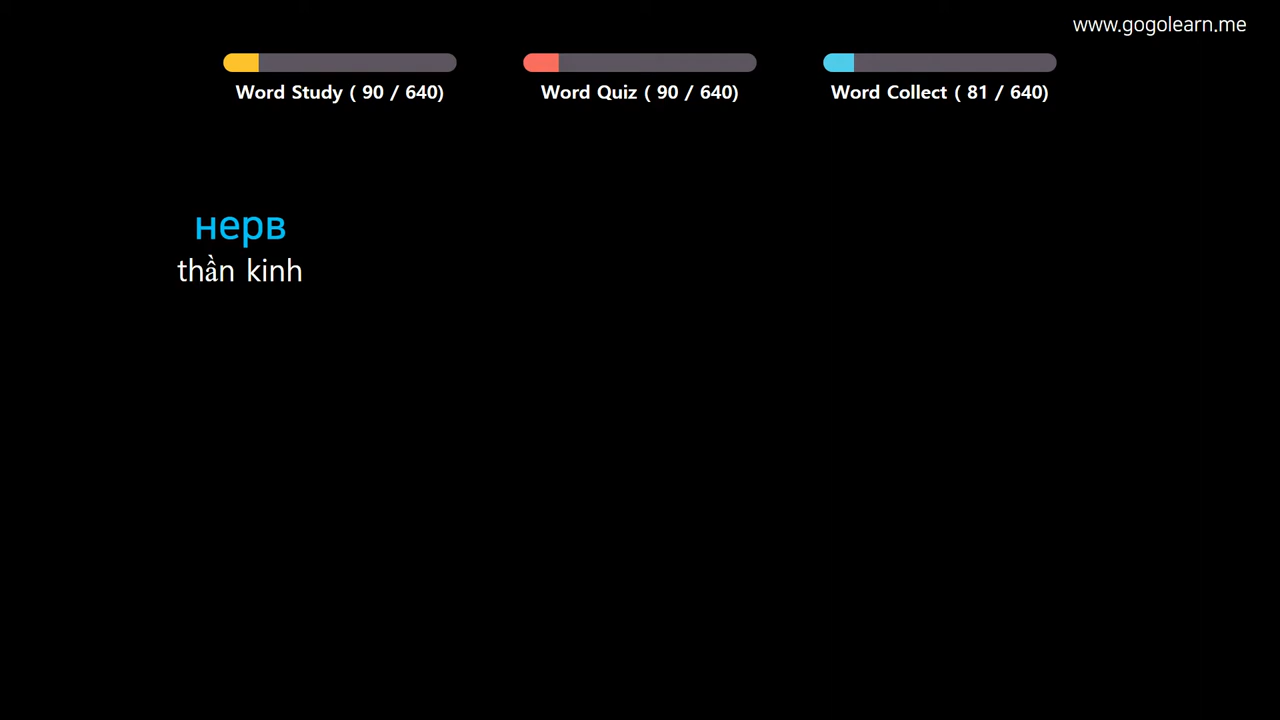 www.gogolearn.me
Word Study ( 90 / 640)
Word Quiz ( 90 / 640)
Word Collect ( 81 / 640)
нерв
thần kinh